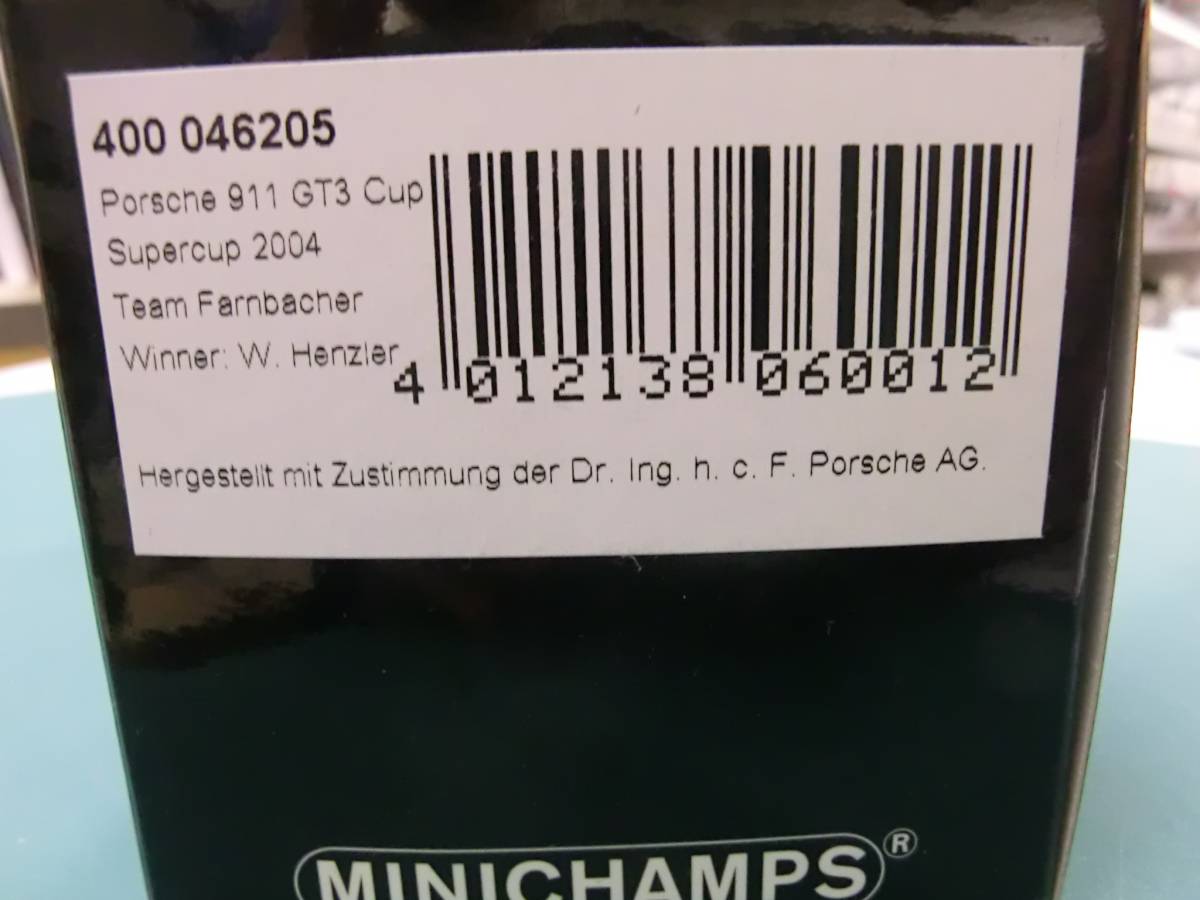 400 046205
Porsche 911 GT3 Cup
Supercup 2004
Team Farnbacher
Winner: W. Henzler
4 012138 060012
Hergestellt mit Zustimmung der Dr. Ing. h. c. F. Porsche AG.
MINICHAMPS®